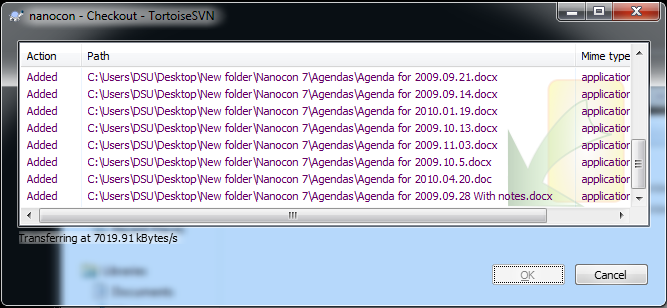 nanocon - Checkout - TortoiseSVN
Action Path Mime type
Added C:\Users\DSU\Desktop\New folder\Nanocon 7\Agendas\Agenda for 2009.09.21.docx application
Added C:\Users\DSU\Desktop\New folder\Nanocon 7\Agendas\Agenda for 2009.09.14.docx application
Added C:\Users\DSU\Desktop\New folder\Nanocon 7\Agendas\Agenda for 2010.01.19.docx application
Added C:\Users\DSU\Desktop\New folder\Nanocon 7\Agendas\Agenda for 2009.10.13.docx application
Added C:\Users\DSU\Desktop\New folder\Nanocon 7\Agendas\Agenda for 2009.11.03.docx application
Added C:\Users\DSU\Desktop\New folder\Nanocon 7\Agendas\Agenda for 2009.10.5.docx application
Added C:\Users\DSU\Desktop\New folder\Nanocon 7\Agendas\Agenda for 2010.04.20.doc application
Added C:\Users\DSU\Desktop\New folder\Nanocon 7\Agendas\Agenda for 2009.09.28 With notes.docx application
Transferring at 7019.91 kBytes/s
Libraries
Documents
OK Cancel